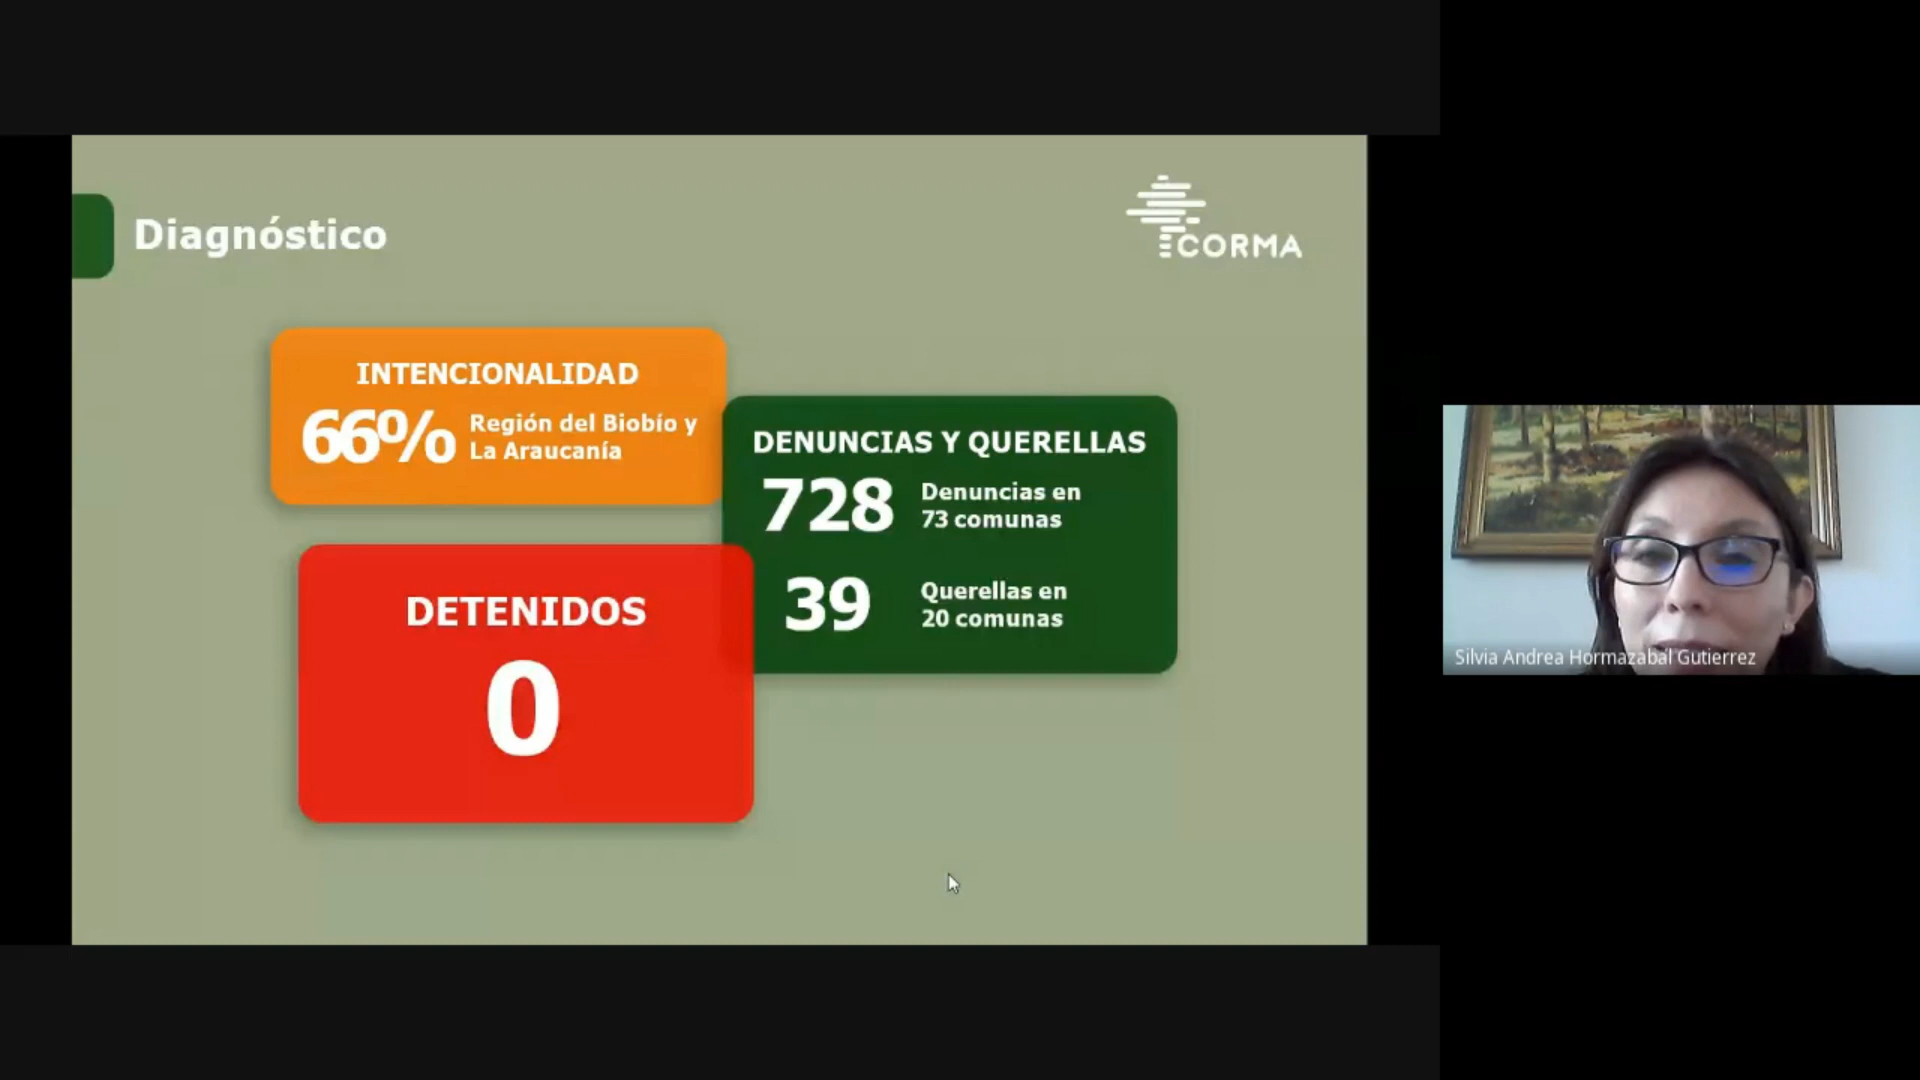 Diagnóstico
CORMA
INTENCIONALIDAD
66%
Región del Biobío y
La Araucanía
DENUNCIAS Y QUERELLAS
728
Denuncias en
73 comunas
39
Querellas en
20 comunas
DETENIDOS
0
Silvia Andrea Hormazabal Gutierrez